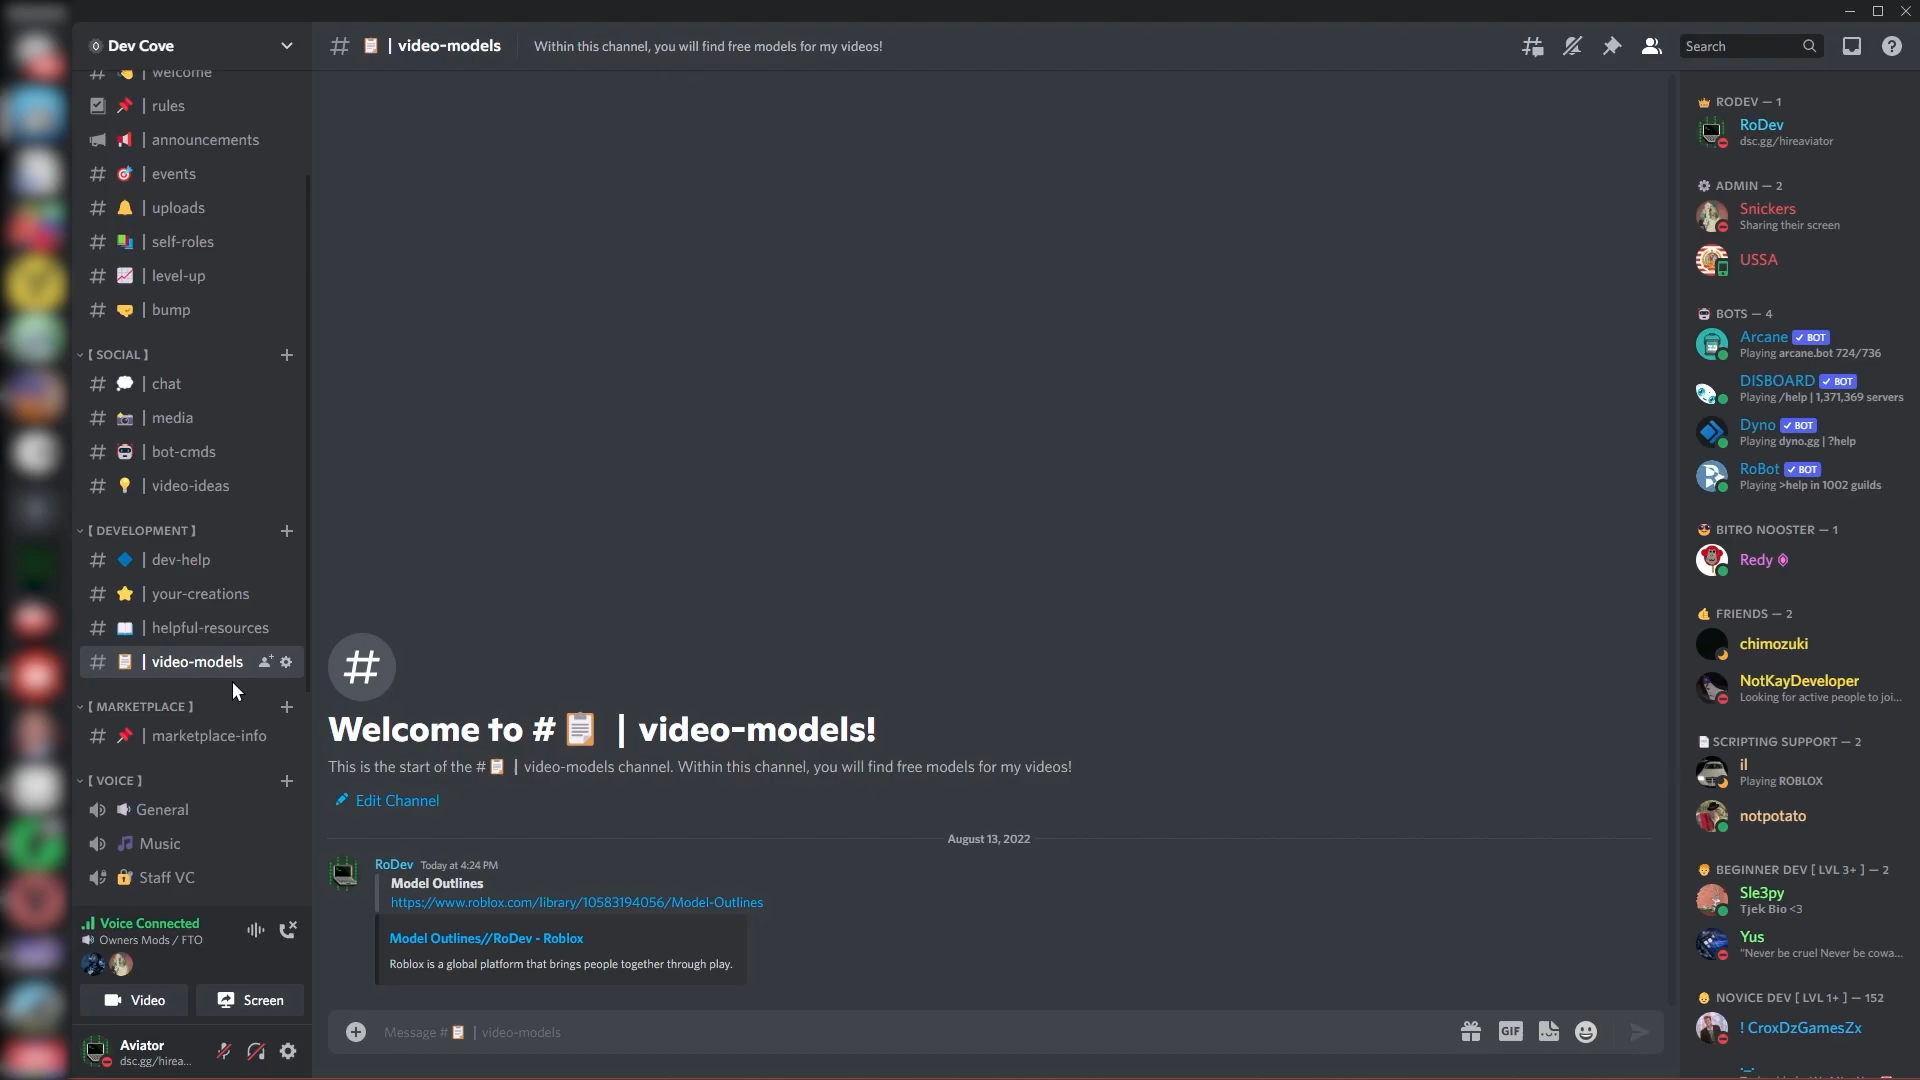 Dev Cove
| welcome
| rules
| announcements
| events
| uploads
| self-roles
| level-up
| bump
【 SOCIAL 】
| chat
| media
| bot-cmds
| video-ideas
【 DEVELOPMENT 】
| dev-help
| your-creations
| helpful-resources
| video-models
【 MARKETPLACE 】
| marketplace-info
【 VOICE 】
General
Music
Staff VC
Voice Connected
Owners Mods / FTO
Video
Screen
Aviator
dsc.gg/hirea...
# 📋 | video-models
Within this channel, you will find free models for my videos!
Search
Welcome to #📋 | video-models!
This is the start of the #📋 | video-models channel. Within this channel, you will find free models for my videos!
Edit Channel
August 13, 2022
RoDev Today at 4:24 PM
Model Outlines
https://www.roblox.com/library/10583194056/Model-Outlines
Model Outlines//RoDev - Roblox
Roblox is a global platform that brings people together through play.
Message #📋 | video-models
GIF
RODEV — 1
RoDev
dsc.gg/hireaviator
ADMIN — 2
Snickers
Sharing their screen
USSA
BOTS — 4
Arcane ✓ BOT
Playing arcane.bot 724/736
DISBOARD ✓ BOT
Playing /help | 1,371,369 servers
Dyno ✓ BOT
Playing dyno.gg | ?help
RoBot ✓ BOT
Playing >help in 1002 guilds
BITRO NOOSTER — 1
Redy
FRIENDS — 2
chimozuki
NotKayDeveloper
Looking for active people to joi...
SCRIPTING SUPPORT — 2
il
Playing ROBLOX
notpotato
BEGINNER DEV [ LVL 3+ ] — 2
Sle3py
Tjek Bio <3
Yus
"Never be cruel Never be cowa...
NOVICE DEV [ LVL 1+ ] — 152
! CroxDzGamesZx